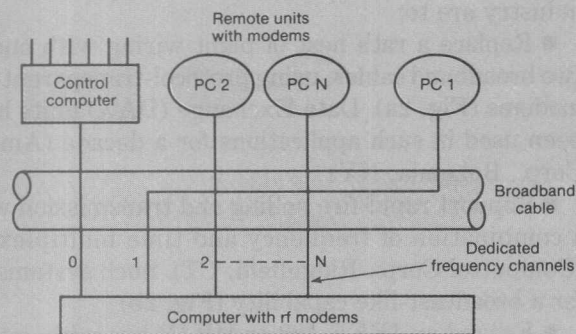 Remote units
with modems
Control
computer
PC 2
PC N
PC 1
Broadband
cable
0
1
2
N
Dedicated
frequency channels
Computer with rf modems